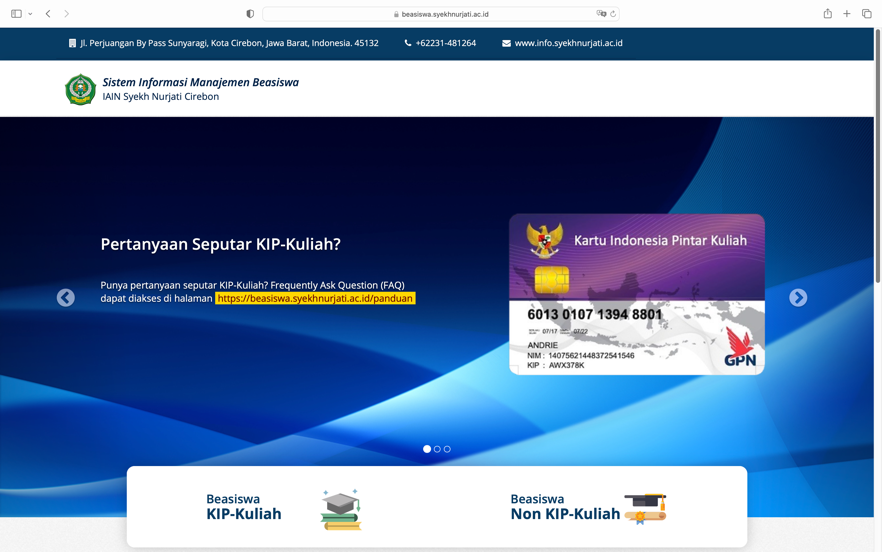 beasiswa.syekhnurjati.ac.id
Jl. Perjuangan By Pass Sunyaragi, Kota Cirebon, Jawa Barat, Indonesia. 45132
+62231-481264
www.info.syekhnurjati.ac.id
Sistem Informasi Manajemen Beasiswa
IAIN Syekh Nurjati Cirebon
Pertanyaan Seputar KIP-Kuliah?
Punya pertanyaan seputar KIP-Kuliah? Frequently Ask Question (FAQ)
dapat diakses di halaman https://beasiswa.syekhnurjati.ac.id/panduan
Kartu Indonesia Pintar Kuliah
6013 0107 1394 8801
07/17 07/22
ANDRIE
NIM : 14075621448372541546
KIP : AWX378K
GPN
Beasiswa
KIP-Kuliah
Beasiswa
Non KIP-Kuliah